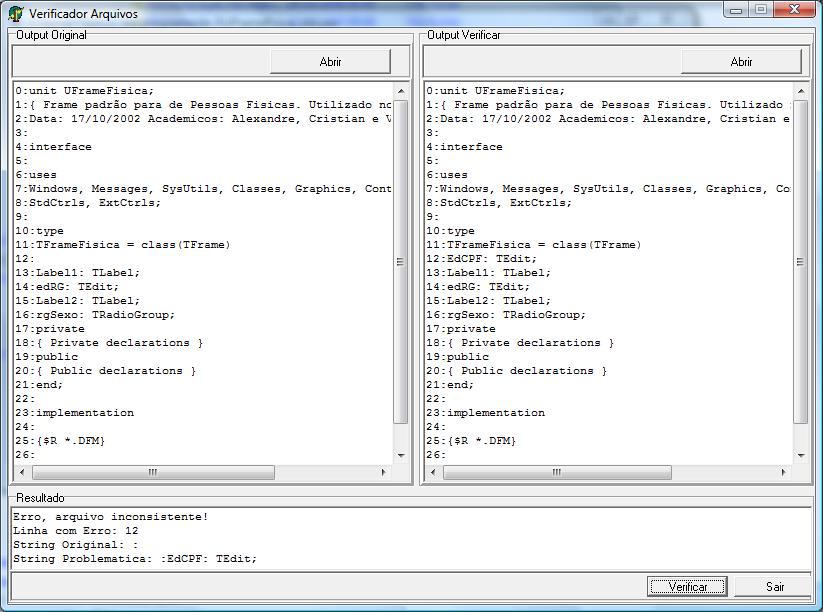 Verificador Arquivos
Output Original
Abrir
0:unit UFrameFisica;
1:{ Frame padrão para de Pessoas Fisicas. Utilizado
2:Data: 17/10/2002 Academicos: Alexandre, Cristian e
3:
4:interface
5:
6:uses
7:Windows, Messages, SysUtils, Classes, Graphics,
8:StdCtrls, ExtCtrls;
9:
10:type
11:TFrameFisica = class(TFrame)
12:
13:Label1: TLabel;
14:edRG: TEdit;
15:Label2: TLabel;
16:rgSexo: TRadioGroup;
17:private
18:{ Private declarations }
19:public
20:{ Public declarations }
21:end;
22:
23:implementation
24:
25:{$R *.DFM}
26:
Output Verificar
Abrir
0:unit UFrameFisica;
1:{ Frame padrão para de Pessoas Fisicas. Utilizado
2:Data: 17/10/2002 Academicos: Alexandre, Cristian e
3:
4:interface
5:
6:uses
7:Windows, Messages, SysUtils, Classes, Graphics,
8:StdCtrls, ExtCtrls;
9:
10:type
11:TFrameFisica = class(TFrame)
12:EdCPF: TEdit;
13:Label1: TLabel;
14:edRG: TEdit;
15:Label2: TLabel;
16:rgSexo: TRadioGroup;
17:private
18:{ Private declarations }
19:public
20:{ Public declarations }
21:end;
22:
23:implementation
24:
25:{$R *.DFM}
26:
Resultado
Erro, arquivo inconsistente!
Linha com Erro: 12
String Original: :
String Problematica: :EdCPF: TEdit;
Verificar
Sair